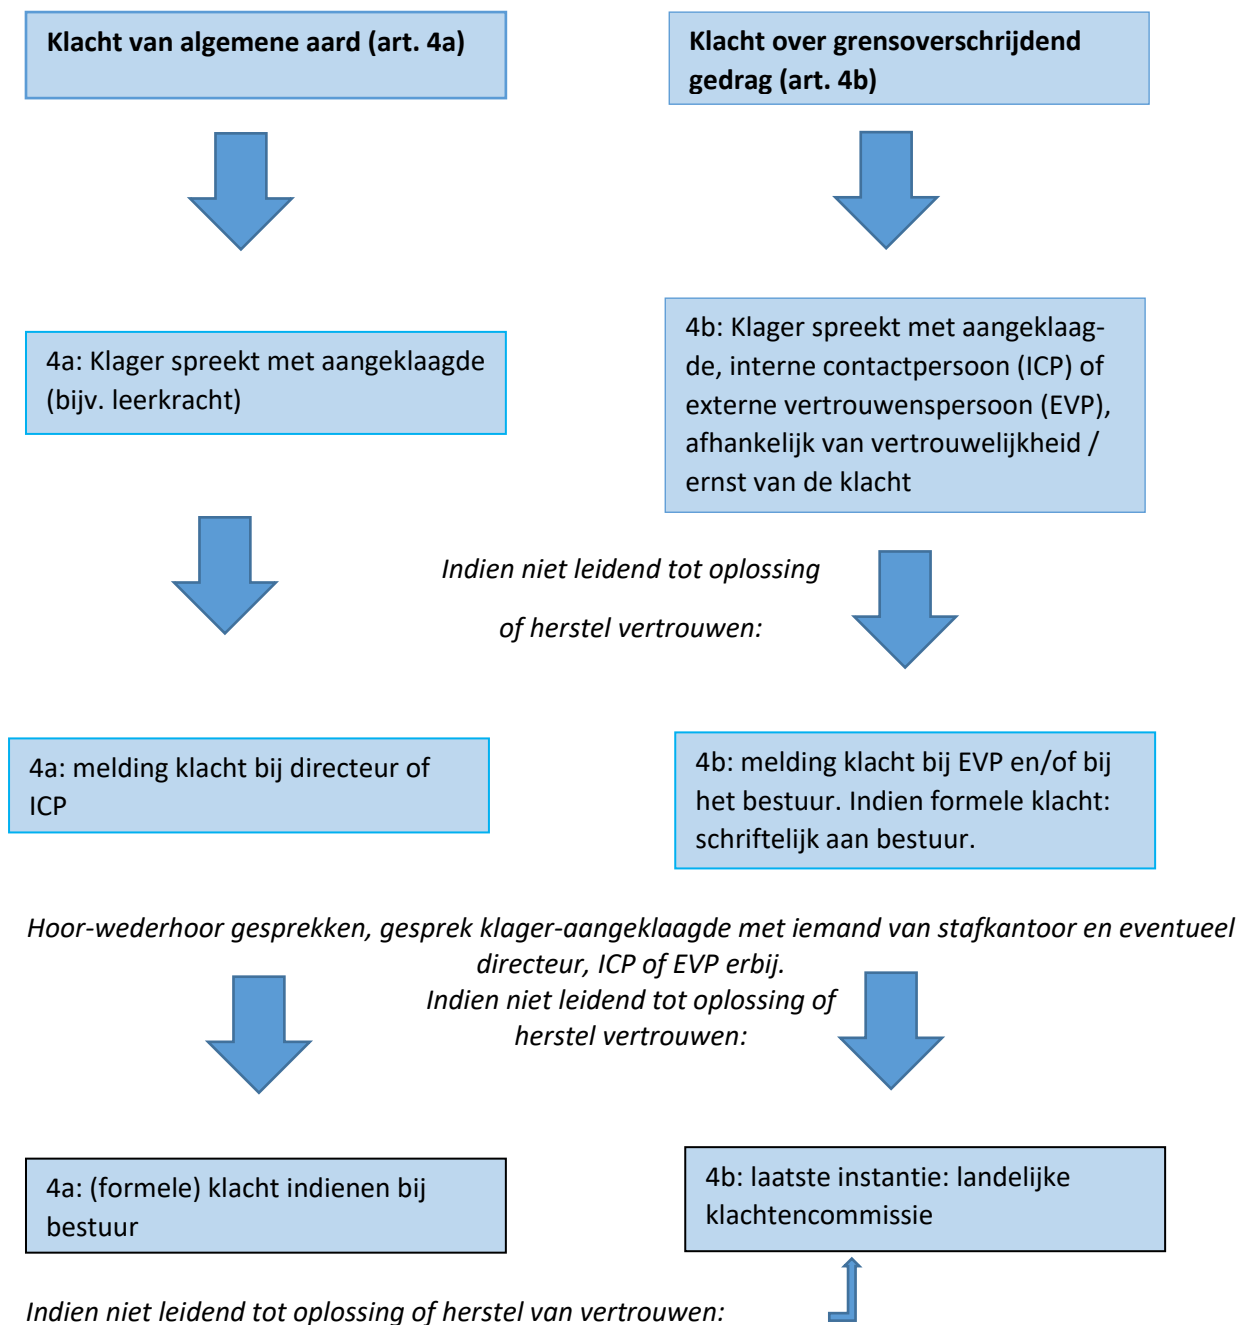 Klacht van algemene aard (art. 4a)
Klacht over grensoverschrijdend
gedrag (art. 4b)
4a: Klager spreekt met aangeklaagde
(bijv. leerkracht)
4b: Klager spreekt met aangeklaag-
de, interne contactpersoon (ICP) of
externe vertrouwenspersoon (EVP),
afhankelijk van vertrouwelijkheid /
ernst van de klacht
Indien niet leidend tot oplossing
of herstel vertrouwen:
4a: melding klacht bij directeur of
ICP
4b: melding klacht bij EVP en/of bij
het bestuur. Indien formele klacht:
schriftelijk aan bestuur.
Hoor-wederhoor gesprekken, gesprek klager-aangeklaagde met iemand van stafkantoor en eventueel
directeur, ICP of EVP erbij.
Indien niet leidend tot oplossing of
herstel vertrouwen:
4a: (formele) klacht indienen bij
bestuur
4b: laatste instantie: landelijke
klachtencommissie
Indien niet leidend tot oplossing of herstel van vertrouwen: